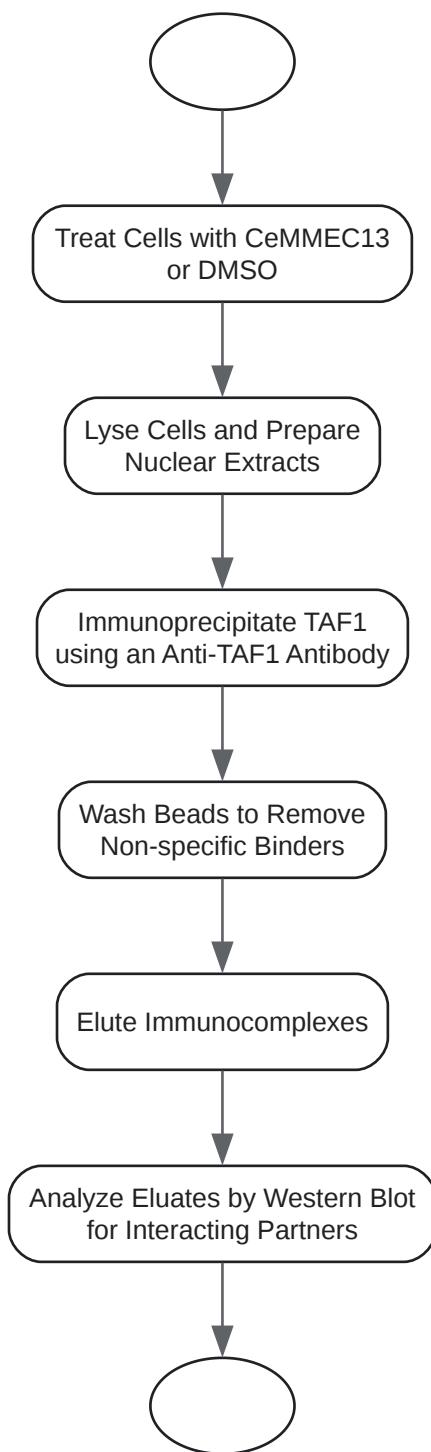 Treat Cells with CeMMEC13
or DMSO
Lyse Cells and Prepare
Nuclear Extracts
Immunoprecipitate TAF1
using an Anti-TAF1 Antibody
Wash Beads to Remove
Non-specific Binders
Elute Immunocomplexes
Analyze Eluates by Western Blot
for Interacting Partners